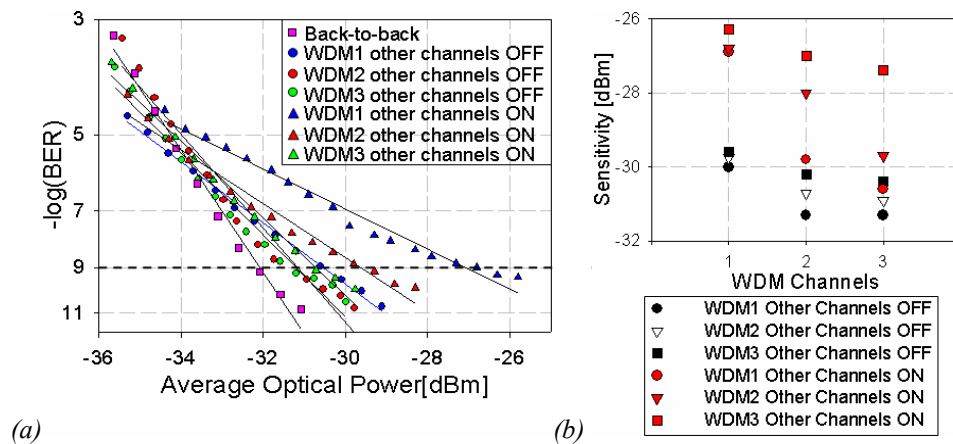 (a)
-log(BER)
3
5
7
9
11
-36
-34
-32
-30
-28
-26
Average Optical Power[dBm]
Back-to-back
WDM1 other channels OFF
WDM2 other channels OFF
WDM3 other channels OFF
WDM1 other channels ON
WDM2 other channels ON
WDM3 other channels ON
(b)
Sensitivity [dBm]
-26
-28
-30
-32
1
2
3
WDM Channels
WDM1 Other Channels OFF
WDM2 Other Channels OFF
WDM3 Other Channels OFF
WDM1 Other Channels ON
WDM2 Other Channels ON
WDM3 Other Channels ON